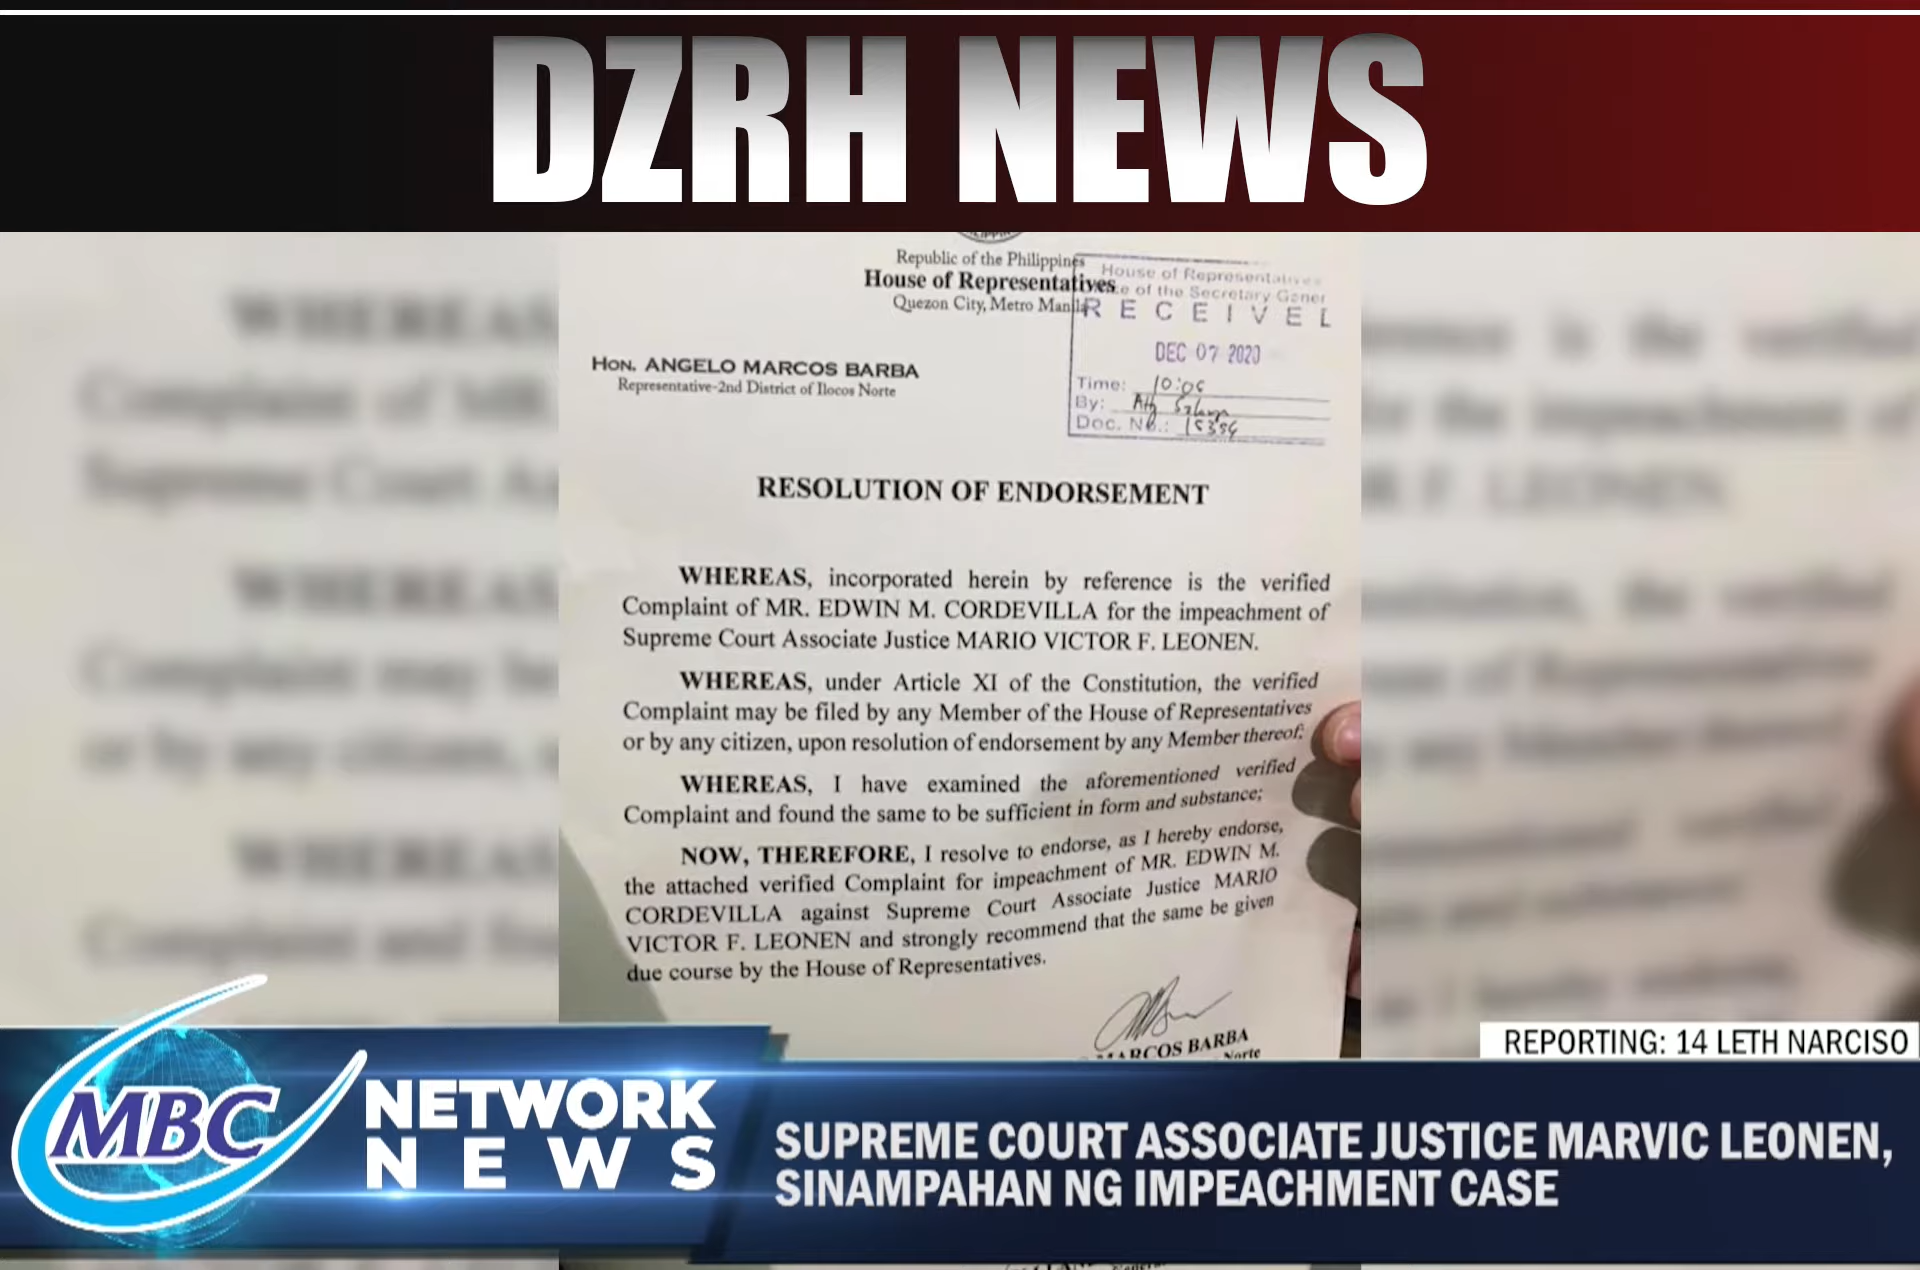 DZRH NEWS
Republic of the Philippines
House of Representatives
Quezon City, Metro Manila
House of Representatives
of the Secretary Gener
RECEIVE
DEC 07 2020
Time:
By:
Doc. No.:
HON. ANGELO MARCOS BARBA
Representative-2nd District of Ilocos Norte
RESOLUTION OF ENDORSEMENT
WHEREAS, incorporated herein by reference is the verified
Complaint of MR. EDWIN M. CORDEVILLA for the impeachment of
Supreme Court Associate Justice MARIO VICTOR F. LEONEN.
WHEREAS, under Article XI of the Constitution, the verified
Complaint may be filed by any Member of the House of Representatives
or by any citizen, upon resolution of endorsement by any Member thereof;
WHEREAS, I have examined the aforementioned verified
Complaint and found the same to be sufficient in form and substance;
NOW, THEREFORE, I resolve to endorse, as I hereby endorse,
the attached verified Complaint for impeachment of MR. EDWIN M.
CORDEVILLA against Supreme Court Associate Justice MARIO
VICTOR F. LEONEN and strongly recommend that the same be given
due course by the House of Representatives.
MARCOS BARBA
Norte
REPORTING: 14 LETH NARCISO
MBC NETWORK
NEWS
SUPREME COURT ASSOCIATE JUSTICE MARVIC LEONEN,
SINAMPAHAN NG IMPEACHMENT CASE